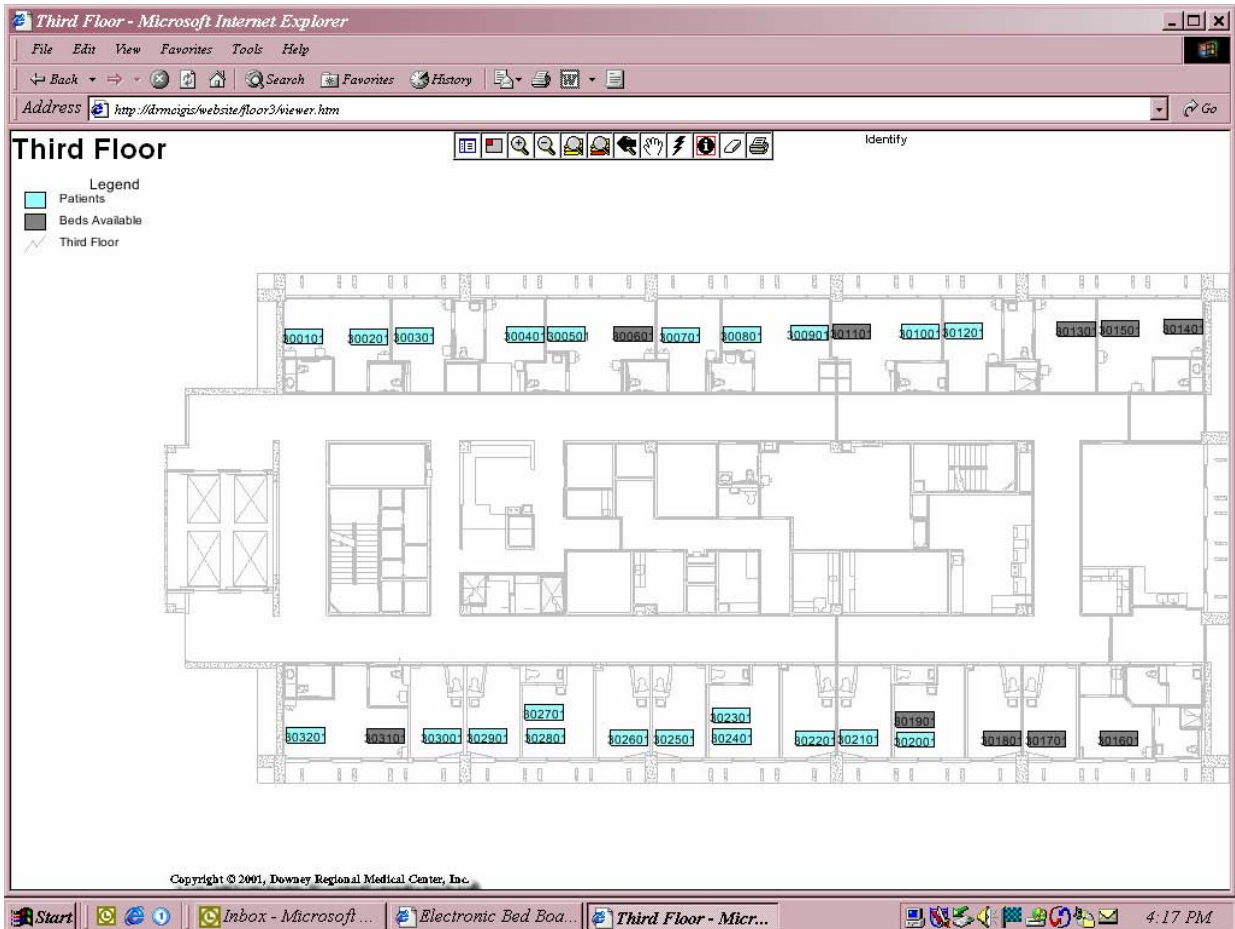 Third Floor - Microsoft Internet Explorer
File Edit View Favorites Tools Help
Back Search Favorites History
Address http://drmcigis/website/floor3/viewer.htm Go
Third Floor
Identify
Legend
Patients
Beds Available
Third Floor
300101 300201 300301 300401 300501 300601 300701 300801 300901 301101 301001 301201 301301 301501 301401
302701 302301 301901
303201 303101 303001 302901 302801 302601 302501 302401 302201 302101 302001 301801 301701 301601
Copyright © 2001, Downey Regional Medical Center, Inc.
Start Inbox - Microsoft ... Electronic Bed Boa... Third Floor - Micr... 4:17 PM